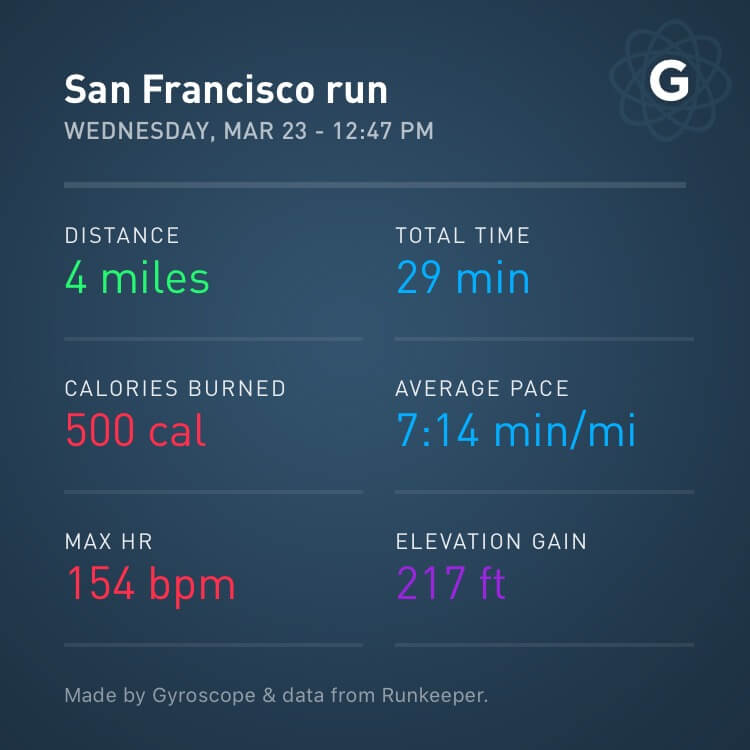 San Francisco run
G
WEDNESDAY, MAR 23 - 12:47 PM
DISTANCE
4 miles
TOTAL TIME
29 min
CALORIES BURNED
500 cal
AVERAGE PACE
7:14 min/mi
MAX HR
154 bpm
ELEVATION GAIN
217 ft
Made by Gyroscope & data from Runkeeper.